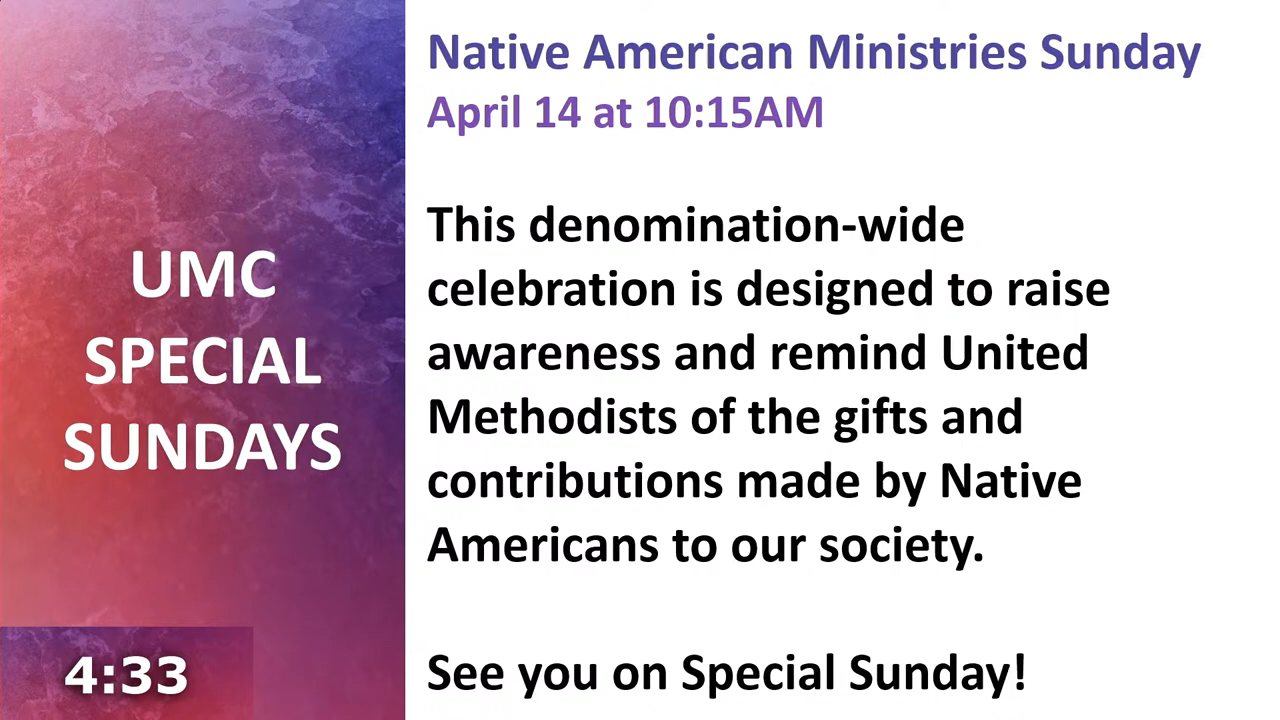 UMC
SPECIAL
SUNDAYS
4:33
Native American Ministries Sunday
April 14 at 10:15AM
This denomination-wide
celebration is designed to raise
awareness and remind United
Methodists of the gifts and
contributions made by Native
Americans to our society.
See you on Special Sunday!